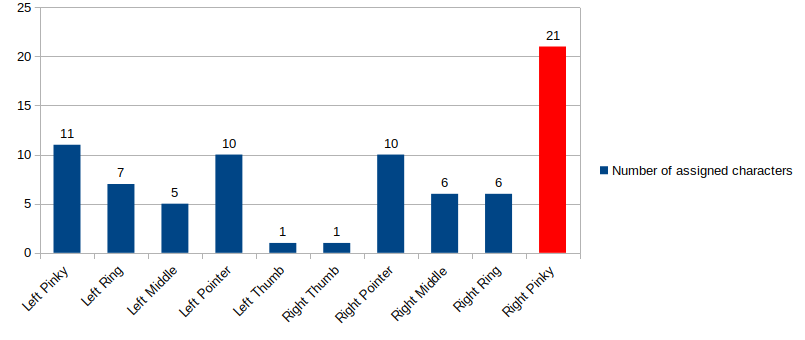 25
20
15
10
5
0
11
7
5
10
1
1
10
6
6
21
Left Pinky
Left Ring
Left Middle
Left Pointer
Left Thumb
Right Thumb
Right Pointer
Right Middle
Right Ring
Right Pinky
Number of assigned characters